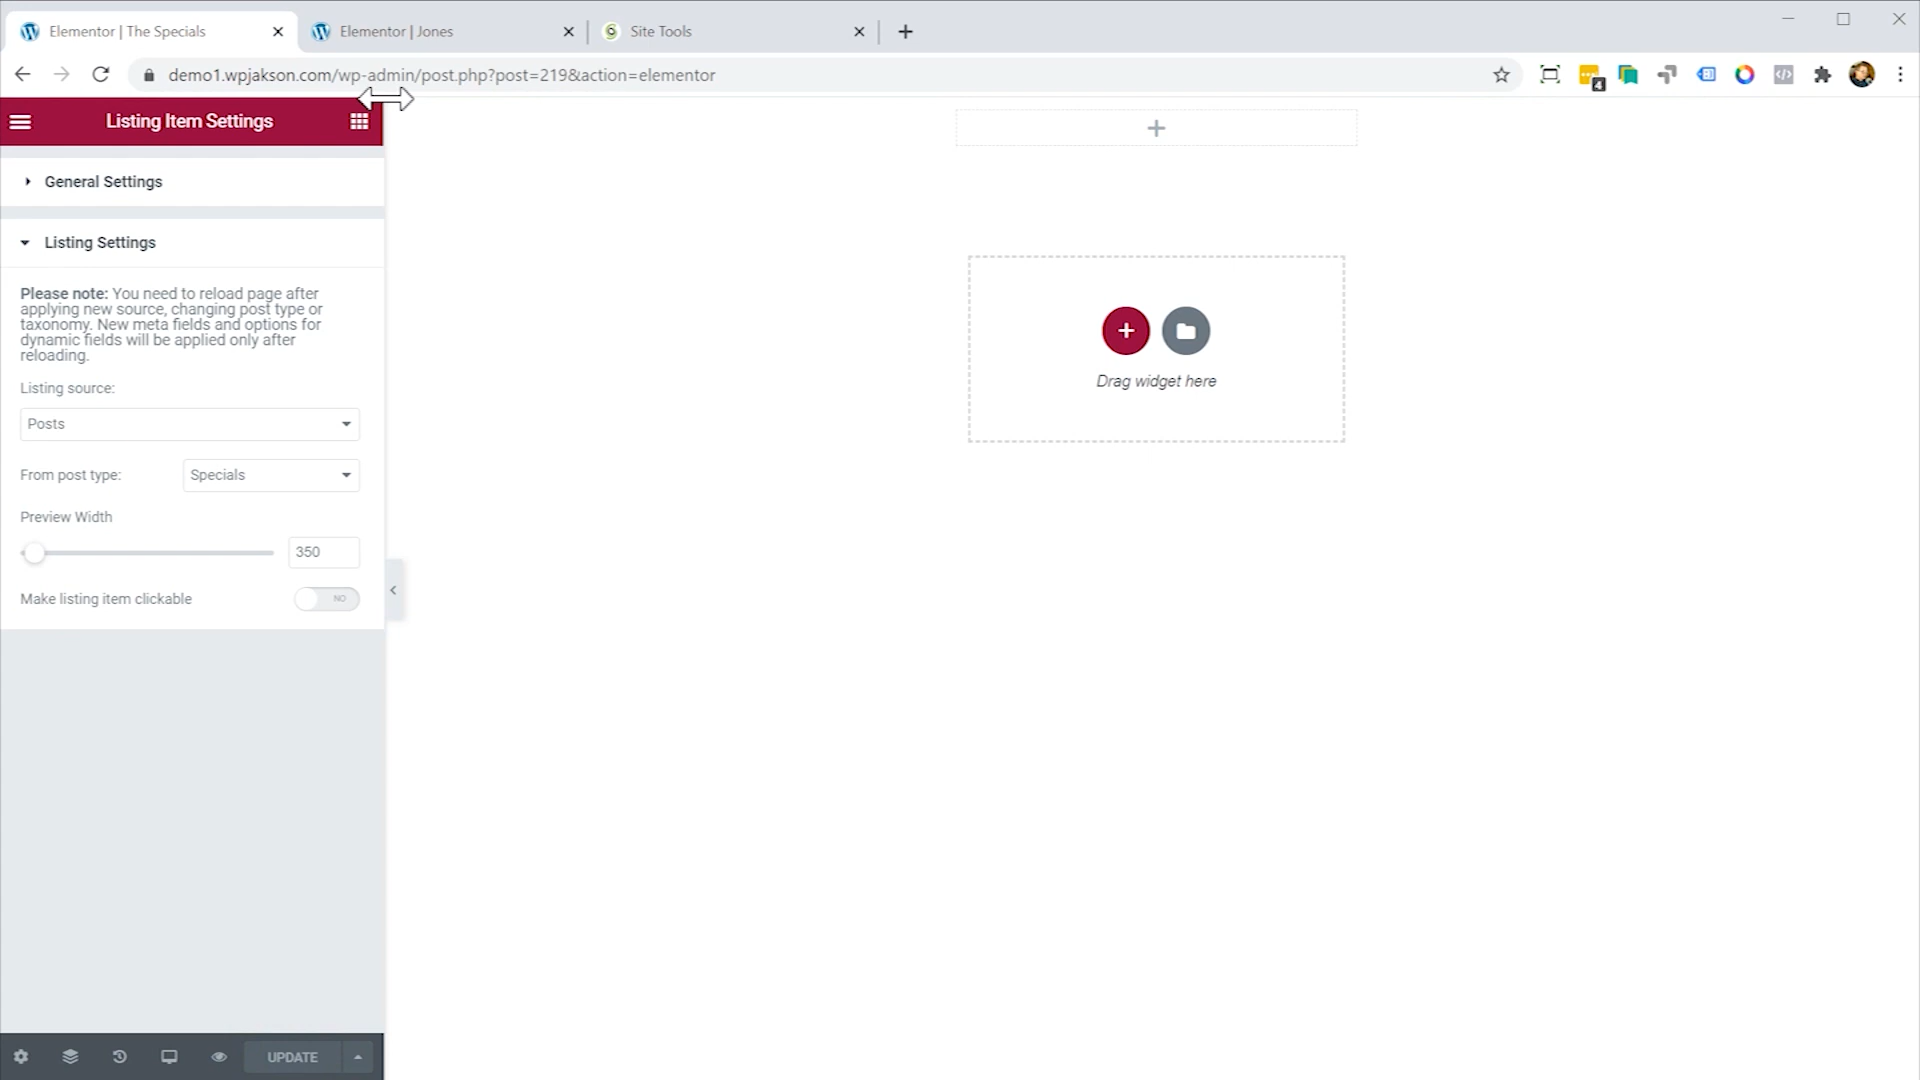 Elementor | The Specials
Elementor | Jones
Site Tools
demo1.wpjakson.com/wp-admin/post.php?post=219&action=elementor
4
Listing Item Settings
General Settings
Listing Settings
Please note: You need to reload page after
applying new source, changing post type or
taxonomy. New meta fields and options for
dynamic fields will be applied only after
reloading.
Listing source:
Posts
From post type:
Specials
Preview Width
350
Make listing item clickable
NO
Drag widget here
UPDATE